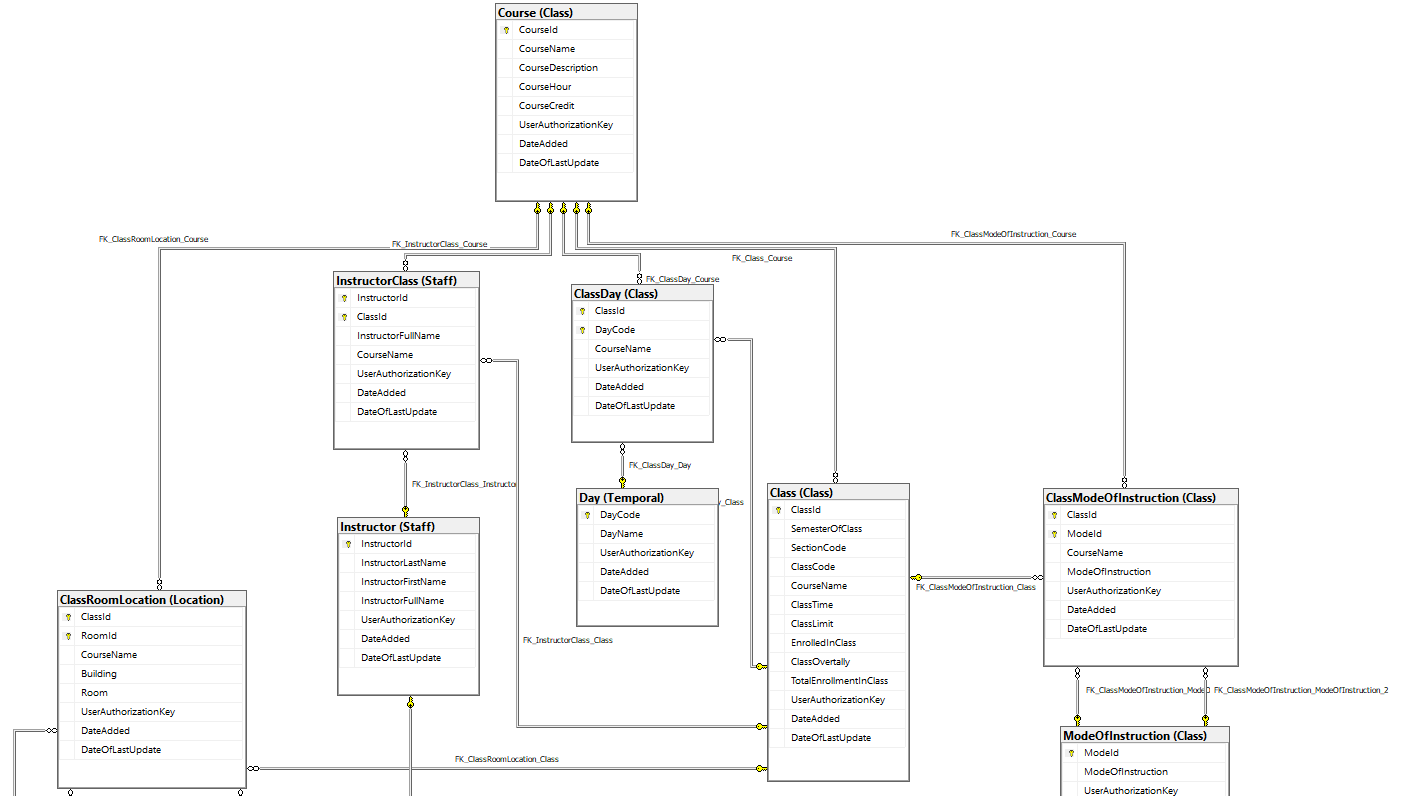 Course (Class)
CourseId
CourseName
CourseDescription
CourseHour
CourseCredit
UserAuthorizationKey
DateAdded
DateOfLastUpdate
FK_ClassRoomLocation_Course
FK_InstructorClass_Course
FK_ClassDay_Course
FK_Class_Course
FK_ClassModeOfInstruction_Course
InstructorClass (Staff)
InstructorId
ClassId
InstructorFullName
CourseName
UserAuthorizationKey
DateAdded
DateOfLastUpdate
ClassDay (Class)
ClassId
DayCode
CourseName
UserAuthorizationKey
DateAdded
DateOfLastUpdate
FK_InstructorClass_Instructor
FK_ClassDay_Day
y_Class
Day (Temporal)
DayCode
DayName
UserAuthorizationKey
DateAdded
DateOfLastUpdate
Class (Class)
ClassId
SemesterOfClass
SectionCode
ClassCode
CourseName
ClassTime
ClassLimit
EnrolledInClass
ClassOvertally
TotalEnrollmentInClass
UserAuthorizationKey
DateAdded
DateOfLastUpdate
ClassModeOfInstruction (Class)
ClassId
ModeId
CourseName
ModeOfInstruction
UserAuthorizationKey
DateAdded
DateOfLastUpdate
FK_ClassModeOfInstruction_Class
Instructor (Staff)
InstructorId
InstructorLastName
InstructorFirstName
InstructorFullName
UserAuthorizationKey
DateAdded
DateOfLastUpdate
FK_InstructorClass_Class
ClassRoomLocation (Location)
ClassId
RoomId
CourseName
Building
Room
UserAuthorizationKey
DateAdded
DateOfLastUpdate
FK_ClassRoomLocation_Class
FK_ClassModeOfInstruction_ModeO
FK_ClassModeOfInstruction_ModeOfInstruction_2
ModeOfInstruction (Class)
ModeId
ModeOfInstruction
UserAuthorizationKey